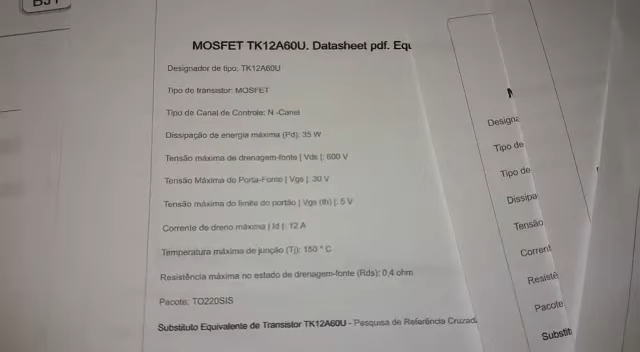 MOSFET TK12A60U. Datasheet pdf. Equ
Designador de tipo: TK12A60U
Tipo de transistor: MOSFET
Tipo de Canal de Controle: N -Canal
Dissipação de energia máxima (Pd): 35 W
Tensão máxima de drenagem-fonte | Vds |: 600 V
Tensão Máxima do Porta-Fonte | Vgs |: 30 V
Tensão máxima do limite do portão | Vgs (th) |: 5 V
Corrente de dreno máxima | Id |: 12 A
Temperatura máxima de junção (Tj): 150 ° C
Resistência máxima no estado de drenagem-fonte (Rds): 0,4 ohm
Pacote: TO220SIS
Substituto Equivalente de Transistor TK12A60U - Pesquisa de Referência Cruzad
M
Designa
Tipo de
Tipo de
Dissipa
Tensão
Corrent
Resistê
Pacote
Substit